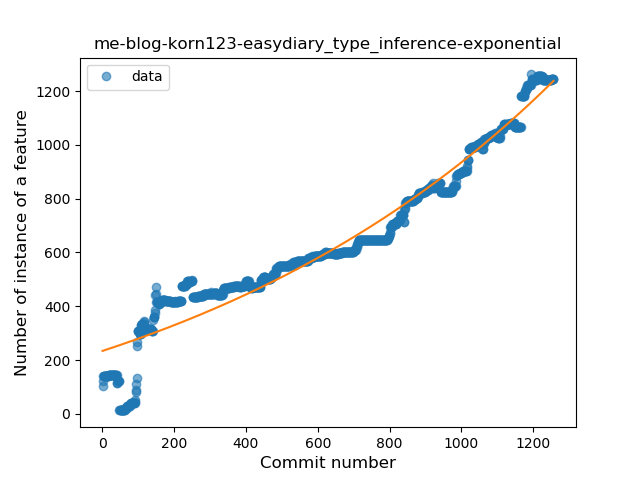 me-blog-korn123-easydiary_type_inference-exponential
data
Number of instance of a feature
1200
1000
800
600
400
200
0
0 200 400 600 800 1000 1200
Commit number